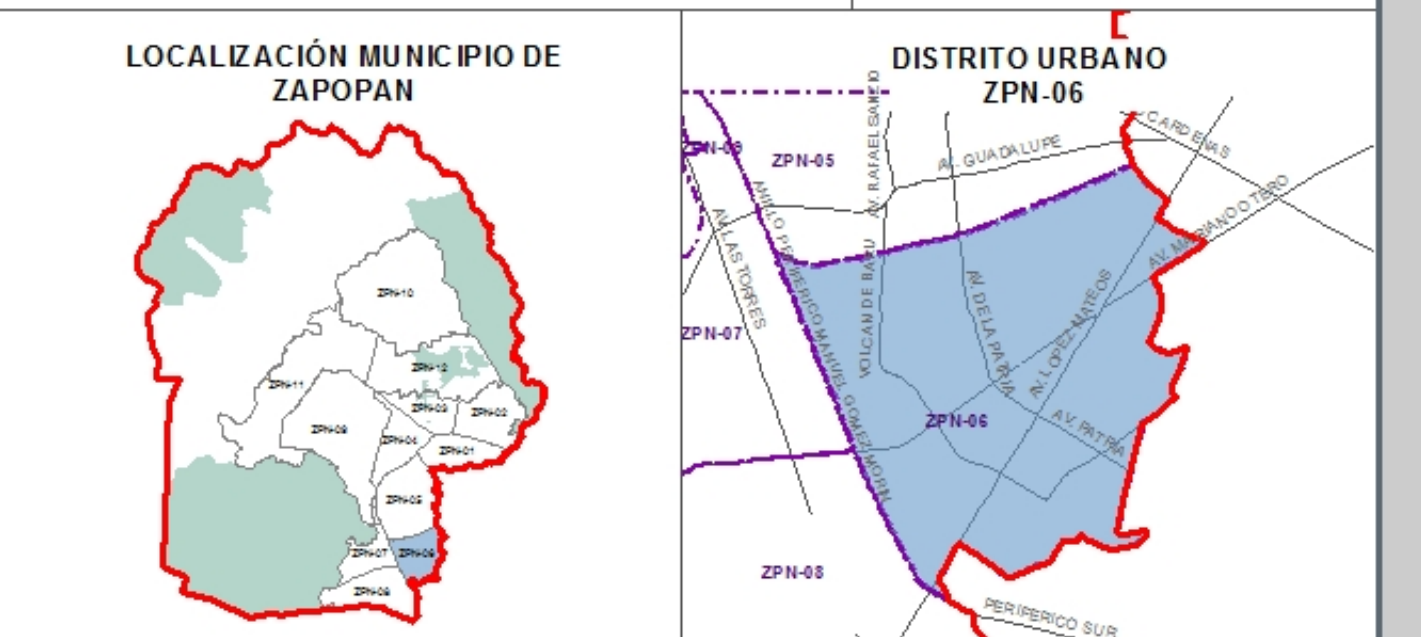 LOCALIZACIÓN MUNICIPIO DE
ZAPOPAN
ZPN-10
ZPN-12
ZPN-11
ZPN-03
ZPN-02
ZPN-09
ZPN-04
ZPN-01
ZPN-05
ZPN-07
ZPN-06
ZPN-08
DISTRITO URBANO
ZPN-06
CARDENAS
ZPN-09
ZPN-05
AV. RAFAEL SANZIO
AV. GUADALUPE
AV. MARIANO OTERO
AV. LAS TORRES
ANILLO PERIFERICO MANUEL GOMEZ MORIN
VOLCAN DE BARU
AV. DE LA PATRIA
AV. LOPEZ MATEOS
ZPN-07
ZPN-06
AV. PATRIA
ZPN-08
PERIFERICO SUR